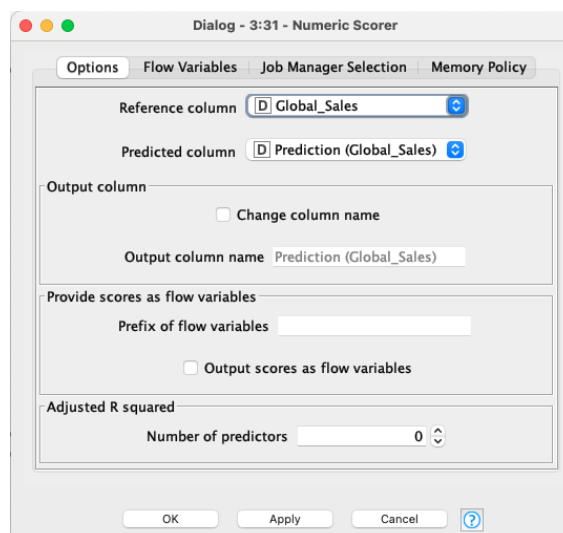 Dialog - 3:31 - Numeric Scorer
Options Flow Variables Job Manager Selection Memory Policy
Reference column D Global_Sales
Predicted column D Prediction (Global_Sales)
Output column
Change column name
Output column name Prediction (Global_Sales)
Provide scores as flow variables
Prefix of flow variables
Output scores as flow variables
Adjusted R squared
Number of predictors 0
OK Apply Cancel ?